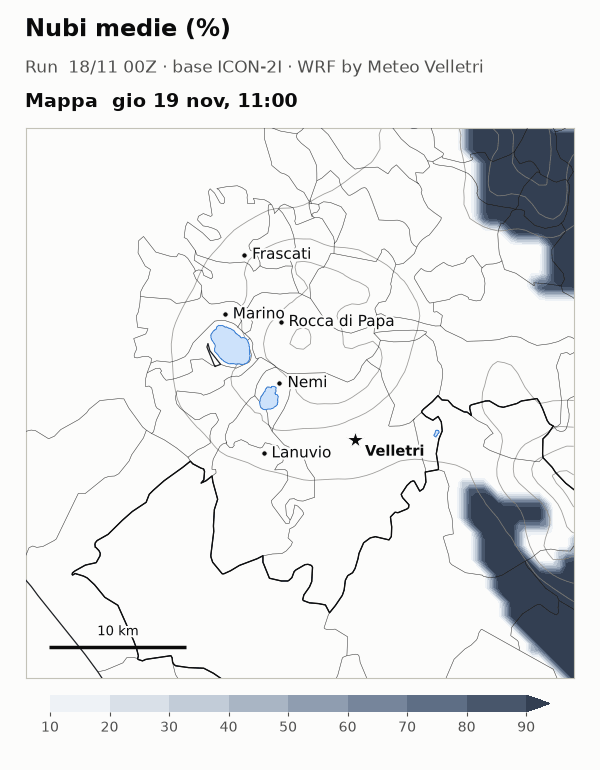 Nubi medie (%)
Run  18/11 00Z · base ICON-2I · WRF by Meteo Velletri
Mappa  gio 19 nov, 11:00
Frascati
Marino
Rocca di Papa
Nemi
Velletri
Lanuvio
10 km
10 20 30 40 50 60 70 80 90